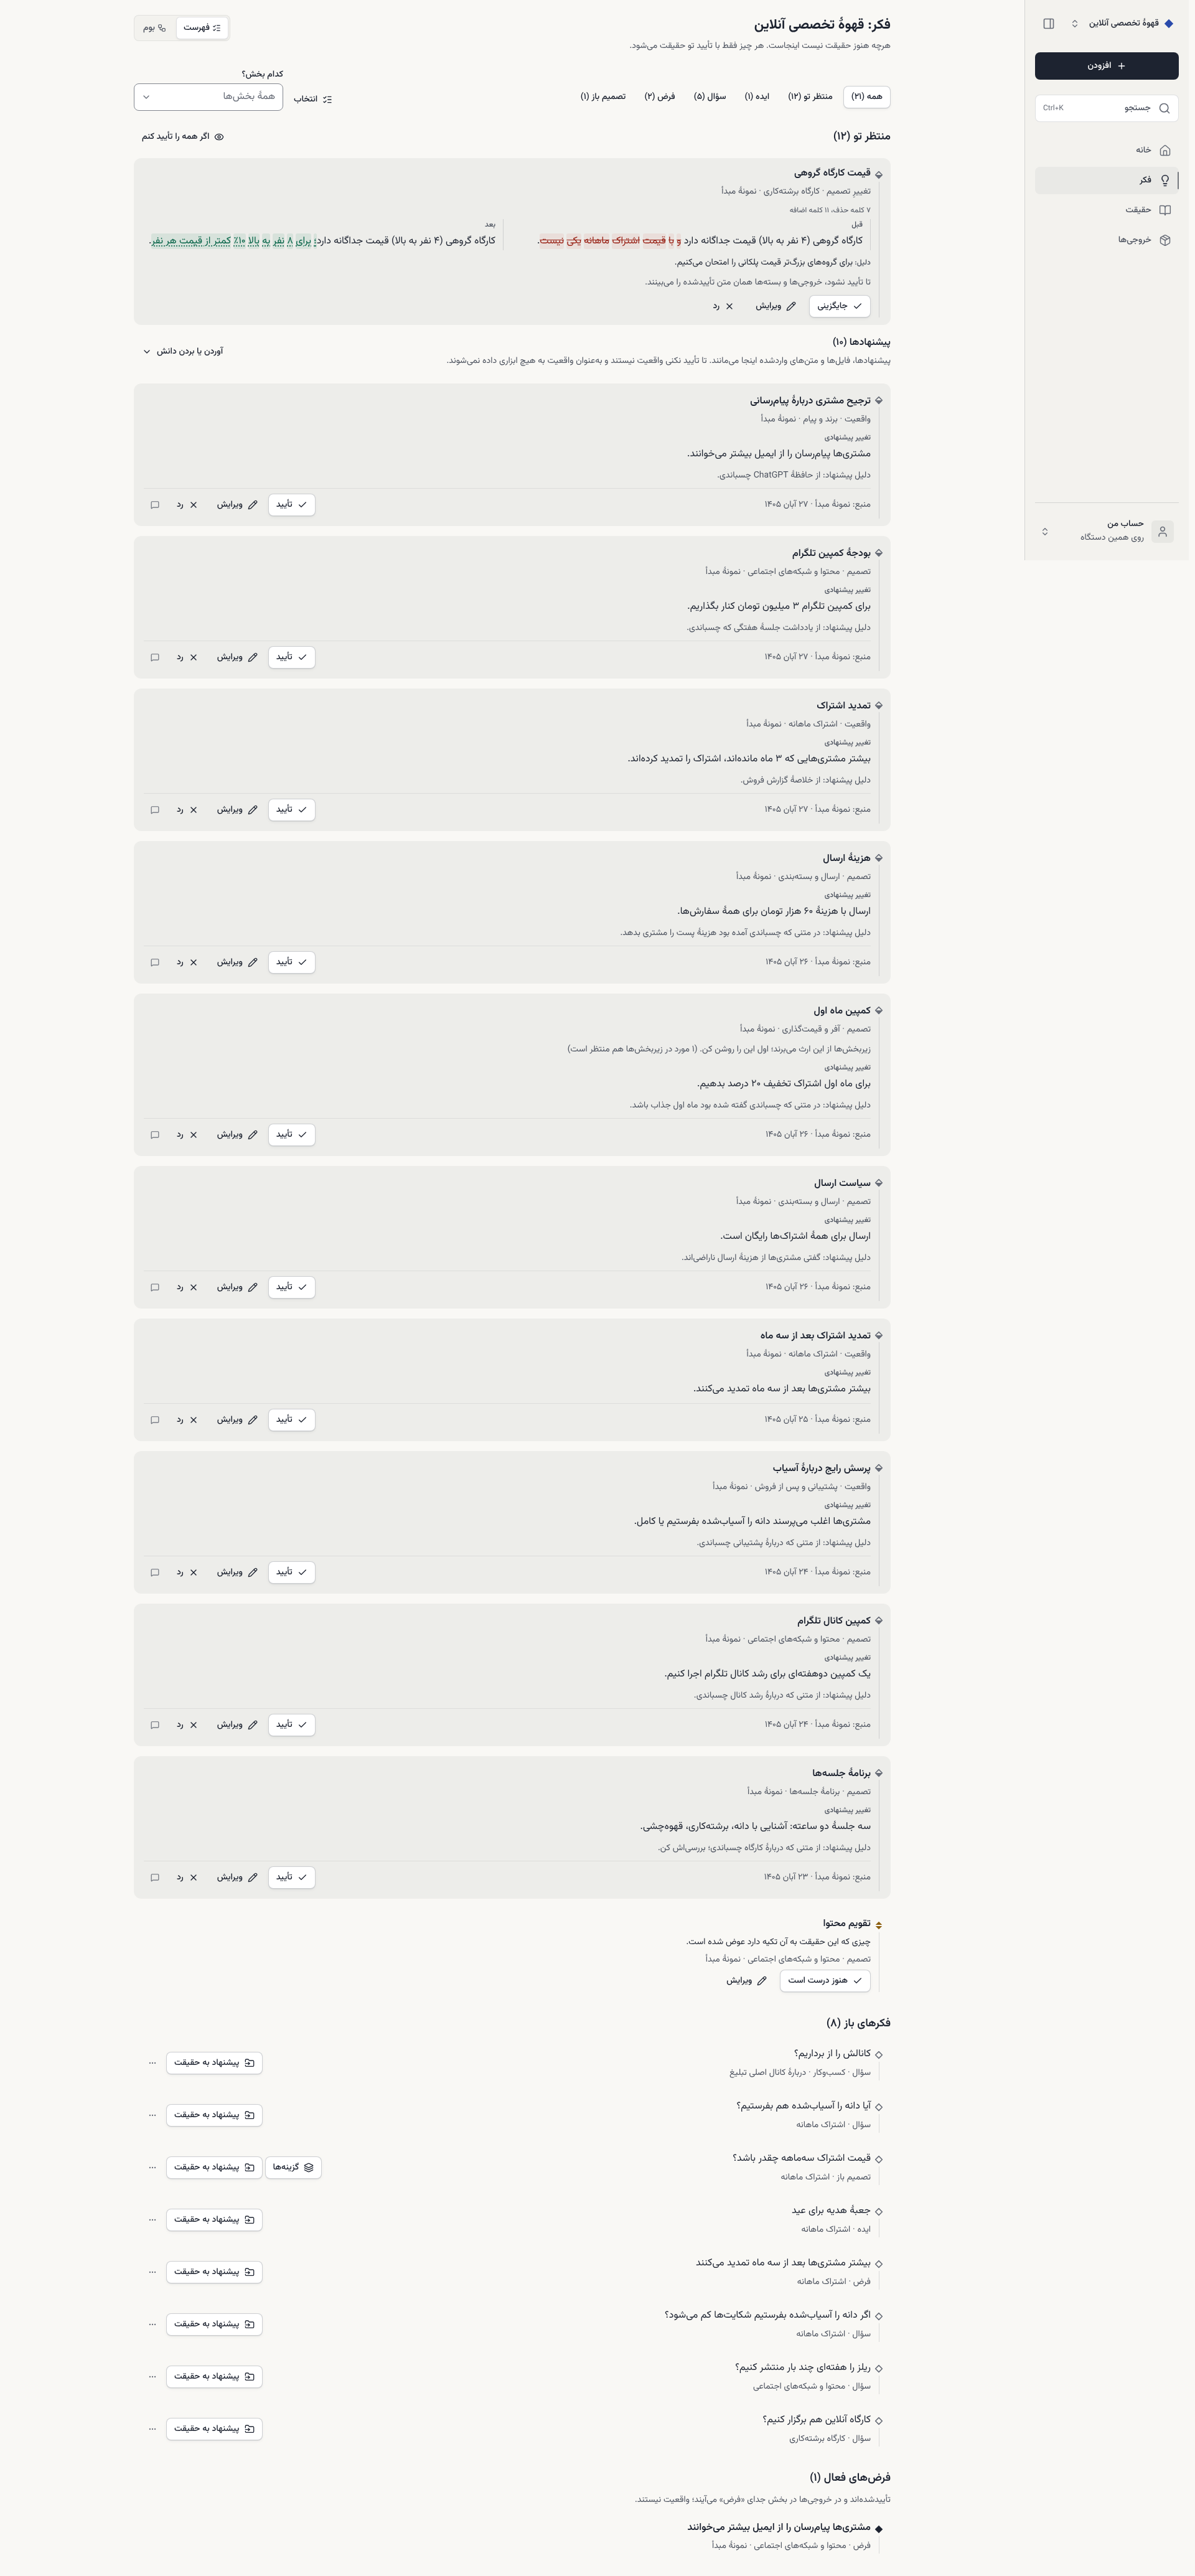 قهوهٔ تخصصی آنلاین
افزودن
جستجو
Ctrl+K
خانه
فکر
حقیقت
خروجی‌ها
حساب من
روی همین دستگاه
فکر: قهوهٔ تخصصی آنلاین
هرچه هنوز حقیقت نیست اینجاست. هر چیز فقط با تأیید تو حقیقت می‌شود.
فهرست
بوم
همه (۲۱)
منتظر تو (۱۲)
ایده (۱)
سؤال (۵)
فرض (۲)
تصمیم باز (۱)
انتخاب
کدام بخش؟
همهٔ بخش‌ها
منتظر تو (۱۲)
اگر همه را تأیید کنم
قیمت کارگاه گروهی
تغییر تصمیم · کارگاه برشته‌کاری · نمونهٔ مبدأ
۷ کلمه حذف، ۱۱ کلمه اضافه
قبل
کارگاه گروهی (۴ نفر به بالا) قیمت جداگانه دارد و با قیمت اشتراک ماهانه یکی نیست.
بعد
کارگاه گروهی (۴ نفر به بالا) قیمت جداگانه دارد؛ برای ۸ نفر به بالا ۱۰٪ کمتر از قیمت هر نفر.
دلیل: برای گروه‌های بزرگ‌تر قیمت پلکانی را امتحان می‌کنیم.
تا تأیید نشود، خروجی‌ها و بسته‌ها همان متن تأییدشده را می‌بینند.
جایگزینی
ویرایش
رد
پیشنهادها (۱۰)
آوردن یا بردن دانش
پیشنهادها، فایل‌ها و متن‌های واردشده اینجا می‌مانند. تا تأیید نکنی واقعیت نیستند و به‌عنوان واقعیت به هیچ ابزاری داده نمی‌شوند.
ترجیح مشتری دربارهٔ پیام‌رسانی
واقعیت · برند و پیام · نمونهٔ مبدأ
تغییر پیشنهادی
مشتری‌ها پیام‌رسان را از ایمیل بیشتر می‌خوانند.
دلیل پیشنهاد: از حافظهٔ ChatGPT چسباندی.
منبع: نمونهٔ مبدأ · ۲۷ آبان ۱۴۰۵
تأیید
ویرایش
رد
بودجهٔ کمپین تلگرام
تصمیم · محتوا و شبکه‌های اجتماعی · نمونهٔ مبدأ
تغییر پیشنهادی
برای کمپین تلگرام ۳ میلیون تومان کنار بگذاریم.
دلیل پیشنهاد: از یادداشت جلسهٔ هفتگی که چسباندی.
منبع: نمونهٔ مبدأ · ۲۷ آبان ۱۴۰۵
تأیید
ویرایش
رد
تمدید اشتراک
واقعیت · اشتراک ماهانه · نمونهٔ مبدأ
تغییر پیشنهادی
بیشتر مشتری‌هایی که ۳ ماه مانده‌اند، اشتراک را تمدید کرده‌اند.
دلیل پیشنهاد: از خلاصهٔ گزارش فروش.
منبع: نمونهٔ مبدأ · ۲۷ آبان ۱۴۰۵
تأیید
ویرایش
رد
هزینهٔ ارسال
تصمیم · ارسال و بسته‌بندی · نمونهٔ مبدأ
تغییر پیشنهادی
ارسال با هزینهٔ ۶۰ هزار تومان برای همهٔ سفارش‌ها.
دلیل پیشنهاد: در متنی که چسباندی آمده بود هزینهٔ پست را مشتری بدهد.
منبع: نمونهٔ مبدأ · ۲۶ آبان ۱۴۰۵
تأیید
ویرایش
رد
کمپین ماه اول
تصمیم · آفر و قیمت‌گذاری · نمونهٔ مبدأ
زیربخش‌ها از این ارث می‌برند؛ اول این را روشن کن. (۱ مورد در زیربخش‌ها هم منتظر است)
تغییر پیشنهادی
برای ماه اول اشتراک تخفیف ۲۰ درصد بدهیم.
دلیل پیشنهاد: در متنی که چسباندی گفته شده بود ماه اول جذاب باشد.
منبع: نمونهٔ مبدأ · ۲۶ آبان ۱۴۰۵
تأیید
ویرایش
رد
سیاست ارسال
تصمیم · ارسال و بسته‌بندی · نمونهٔ مبدأ
تغییر پیشنهادی
ارسال برای همهٔ اشتراک‌ها رایگان است.
دلیل پیشنهاد: گفتی مشتری‌ها از هزینهٔ ارسال ناراضی‌اند.
منبع: نمونهٔ مبدأ · ۲۶ آبان ۱۴۰۵
تأیید
ویرایش
رد
تمدید اشتراک بعد از سه ماه
واقعیت · اشتراک ماهانه · نمونهٔ مبدأ
تغییر پیشنهادی
بیشتر مشتری‌ها بعد از سه ماه تمدید می‌کنند.
منبع: نمونهٔ مبدأ · ۲۵ آبان ۱۴۰۵
تأیید
ویرایش
رد
پرسش رایج دربارهٔ آسیاب
واقعیت · پشتیبانی و پس از فروش · نمونهٔ مبدأ
تغییر پیشنهادی
مشتری‌ها اغلب می‌پرسند دانه را آسیاب‌شده بفرستیم یا کامل.
دلیل پیشنهاد: از متنی که دربارهٔ پشتیبانی چسباندی.
منبع: نمونهٔ مبدأ · ۲۴ آبان ۱۴۰۵
تأیید
ویرایش
رد
کمپین کانال تلگرام
تصمیم · محتوا و شبکه‌های اجتماعی · نمونهٔ مبدأ
تغییر پیشنهادی
یک کمپین دوهفته‌ای برای رشد کانال تلگرام اجرا کنیم.
دلیل پیشنهاد: از متنی که دربارهٔ رشد کانال چسباندی.
منبع: نمونهٔ مبدأ · ۲۴ آبان ۱۴۰۵
تأیید
ویرایش
رد
برنامهٔ جلسه‌ها
تصمیم · برنامهٔ جلسه‌ها · نمونهٔ مبدأ
تغییر پیشنهادی
سه جلسهٔ دو ساعته: آشنایی با دانه، برشته‌کاری، قهوه‌چشی.
دلیل پیشنهاد: از متنی که دربارهٔ کارگاه چسباندی؛ بررسی‌اش کن.
منبع: نمونهٔ مبدأ · ۲۳ آبان ۱۴۰۵
تأیید
ویرایش
رد
تقویم محتوا
چیزی که این حقیقت به آن تکیه دارد عوض شده است.
تصمیم · محتوا و شبکه‌های اجتماعی · نمونهٔ مبدأ
هنوز درست است
ویرایش
فکرهای باز (۸)
کانالش را از برداریم؟
سؤال · کسب‌وکار · دربارهٔ کانال اصلی تبلیغ
پیشنهاد به حقیقت
آیا دانه را آسیاب‌شده هم بفرستیم؟
سؤال · اشتراک ماهانه
پیشنهاد به حقیقت
قیمت اشتراک سه‌ماهه چقدر باشد؟
تصمیم باز · اشتراک ماهانه
گزینه‌ها
پیشنهاد به حقیقت
جعبهٔ هدیه برای عید
ایده · اشتراک ماهانه
پیشنهاد به حقیقت
بیشتر مشتری‌ها بعد از سه ماه تمدید می‌کنند
فرض · اشتراک ماهانه
پیشنهاد به حقیقت
اگر دانه را آسیاب‌شده بفرستیم شکایت‌ها کم می‌شود؟
سؤال · اشتراک ماهانه
پیشنهاد به حقیقت
ریلز را هفته‌ای چند بار منتشر کنیم؟
سؤال · محتوا و شبکه‌های اجتماعی
پیشنهاد به حقیقت
کارگاه آنلاین هم برگزار کنیم؟
سؤال · کارگاه برشته‌کاری
پیشنهاد به حقیقت
فرض‌های فعال (۱)
تأییدشده‌اند و در خروجی‌ها در بخش جدای «فرض» می‌آیند؛ واقعیت نیستند.
مشتری‌ها پیام‌رسان را از ایمیل بیشتر می‌خوانند
فرض · محتوا و شبکه‌های اجتماعی · نمونهٔ مبدأ